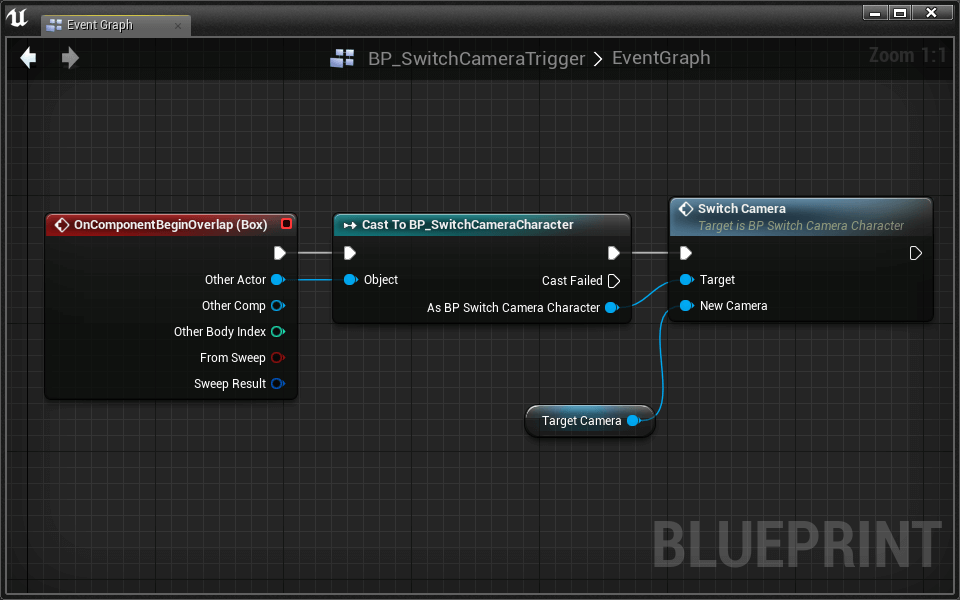 Event Graph
BP_SwitchCameraTrigger > EventGraph
Zoom 1:1
OnComponentBeginOverlap (Box)
Other Actor
Other Comp
Other Body Index
From Sweep
Sweep Result
Cast To BP_SwitchCameraCharacter
Object
Cast Failed
As BP Switch Camera Character
Switch Camera
Target is BP Switch Camera Character
Target
New Camera
Target Camera
BLUEPRINT